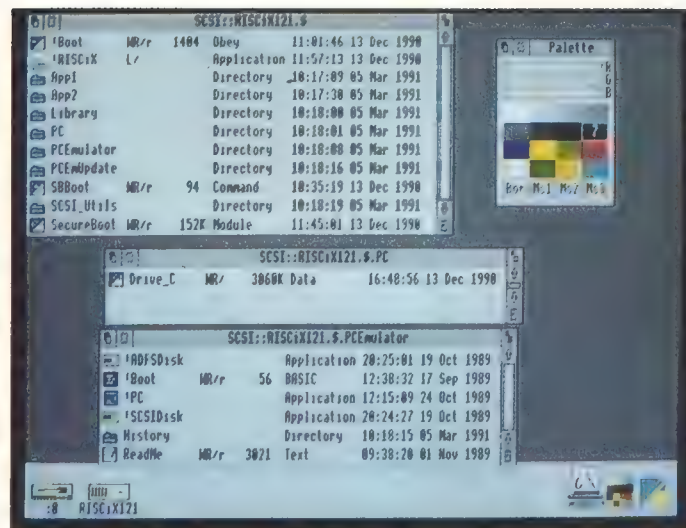 SCSI::RISCiX121.$
!Boot WR/r 1404 Obey 11:01:46 13 Dec 1990
!RISCiX L/ Application 11:57:13 13 Dec 1990
App1 Directory 10:17:09 05 Mar 1991
App2 Directory 10:17:30 05 Mar 1991
Library Directory 10:18:00 05 Mar 1991
PC Directory 10:18:01 05 Mar 1991
PCEmulator Directory 10:18:08 05 Mar 1991
PCEmUpdate Directory 10:18:16 05 Mar 1991
SBBoot WR/r 94 Command 10:35:19 13 Dec 1990
SCSI_Utils Directory 10:18:19 05 Mar 1991
SecureBoot WR/r 152K Module 11:45:01 13 Dec 1990
Palette
R
G
B
?
Bor Ms1 Ms2 Ms3
SCSI::RISCiX121.$.PC
Drive_C WR/ 3060K Data 16:48:56 13 Dec 1990
SCSI::RISCiX121.$.PCEmulator
!ADFSDisk Application 20:25:01 19 Oct 1989
!Boot WR/r 56 BASIC 12:38:32 17 Sep 1989
!PC Application 12:15:09 24 Oct 1989
!SCSIDisk Application 20:24:27 19 Oct 1989
History Directory 10:18:15 05 Mar 1991
ReadMe WR/r 3021 Text 09:38:20 01 Nov 1989
:0 RISCiX121